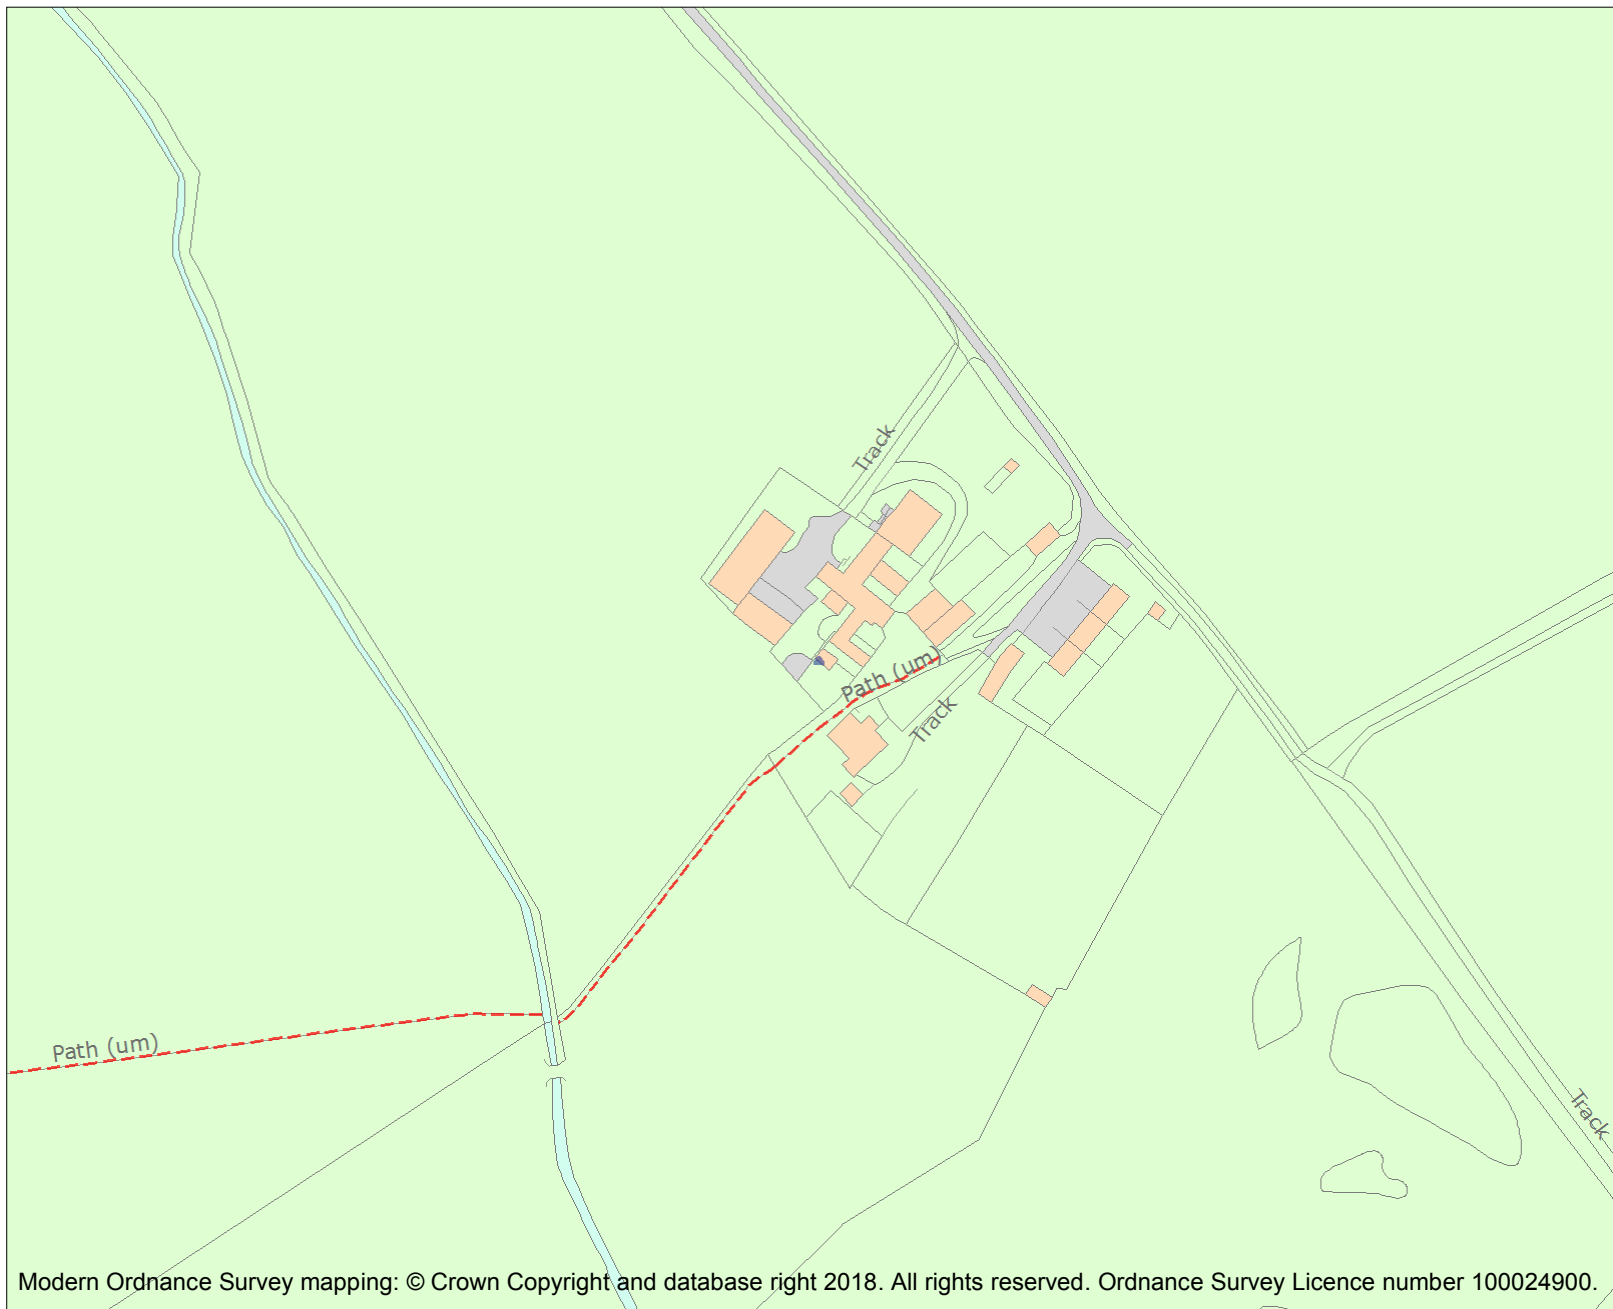 Track
Path (um)
Track
Path (um)
Track
Modern Ordnance Survey mapping: © Crown Copyright and database right 2018. All rights reserved. Ordnance Survey Licence number 100024900.